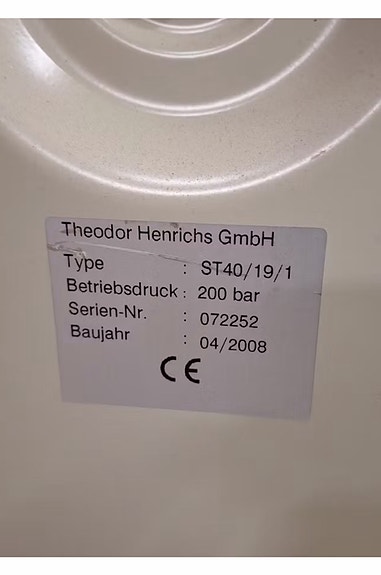 Theodor Henrichs GmbH
Type : ST40/19/1
Betriebsdruck : 200 bar
Serien-Nr. : 072252
Baujahr : 04/2008
CE